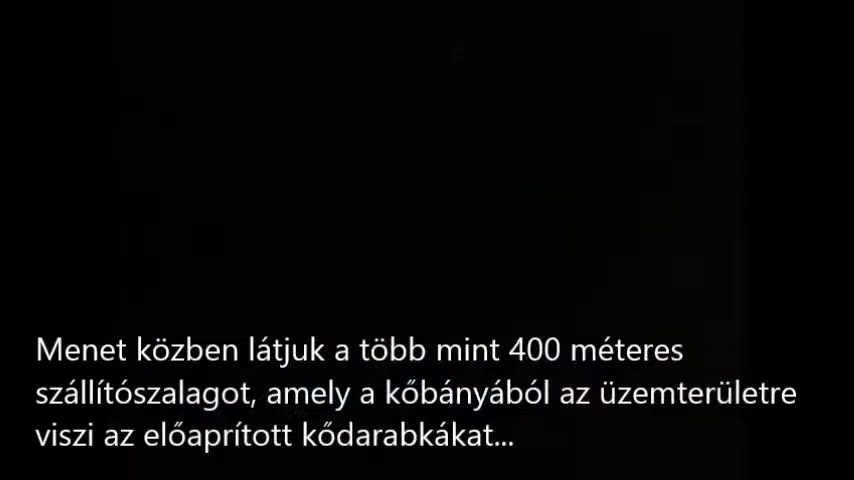 Menet közben látjuk a több mint 400 méteres
szállítószalagot, amely a kőbányából az üzemterületre
viszi az előaprított kődarabkákat...